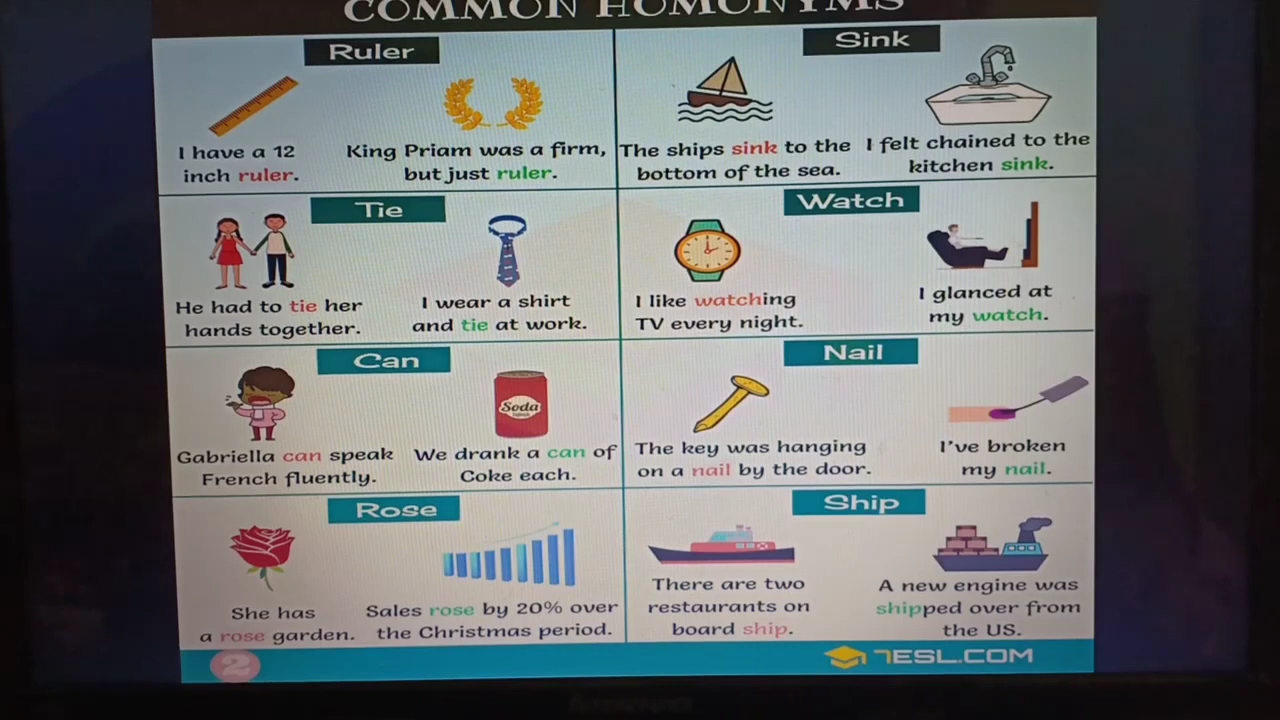 COMMON HOMONYMS
Ruler
I have a 12
inch ruler.
King Priam was a firm,
but just ruler.
Sink
The ships sink to the
bottom of the sea.
I felt chained to the
kitchen sink.
Tie
He had to tie her
hands together.
I wear a shirt
and tie at work.
Watch
I like watching
TV every night.
I glanced at
my watch.
Can
Gabriella can speak
French fluently.
Soda
We drank a can of
Coke each.
Nail
The key was hanging
on a nail by the door.
I've broken
my nail.
Rose
She has
a rose garden.
Sales rose by 20% over
the Christmas period.
Ship
There are two
restaurants on
board ship.
A new engine was
shipped over from
the US.
2
7ESL.COM